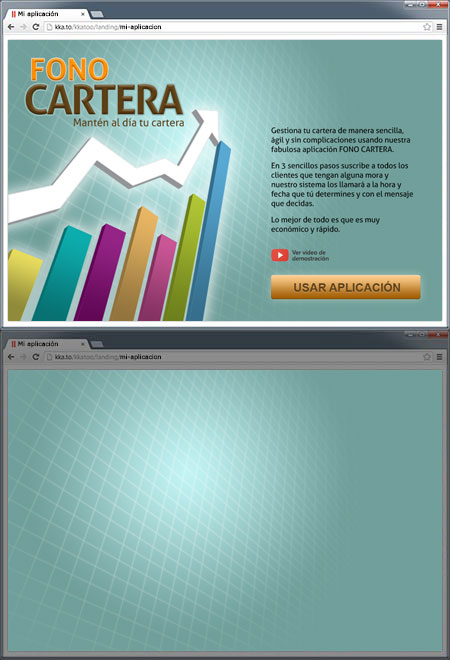 Mi aplicación
kka.to/kkatoo/landing/mi-aplicacion
FONO
CARTERA
Mantén al día tu cartera
Gestiona tu cartera de manera sencilla,
ágil y sin complicaciones usando nuestra
fabulosa aplicación FONO CARTERA.
En 3 sencillos pasos suscribe a todos los
clientes que tengan alguna mora y
nuestro sistema los llamará a la hora y
fecha que tú determines y con el mensaje
que decidas.
Lo mejor de todo es que es muy
económico y rápido.
Ver video de
demostración
USAR APLICACIÓN
Mi aplicación
kka.to/kkatoo/landing/mi-aplicacion